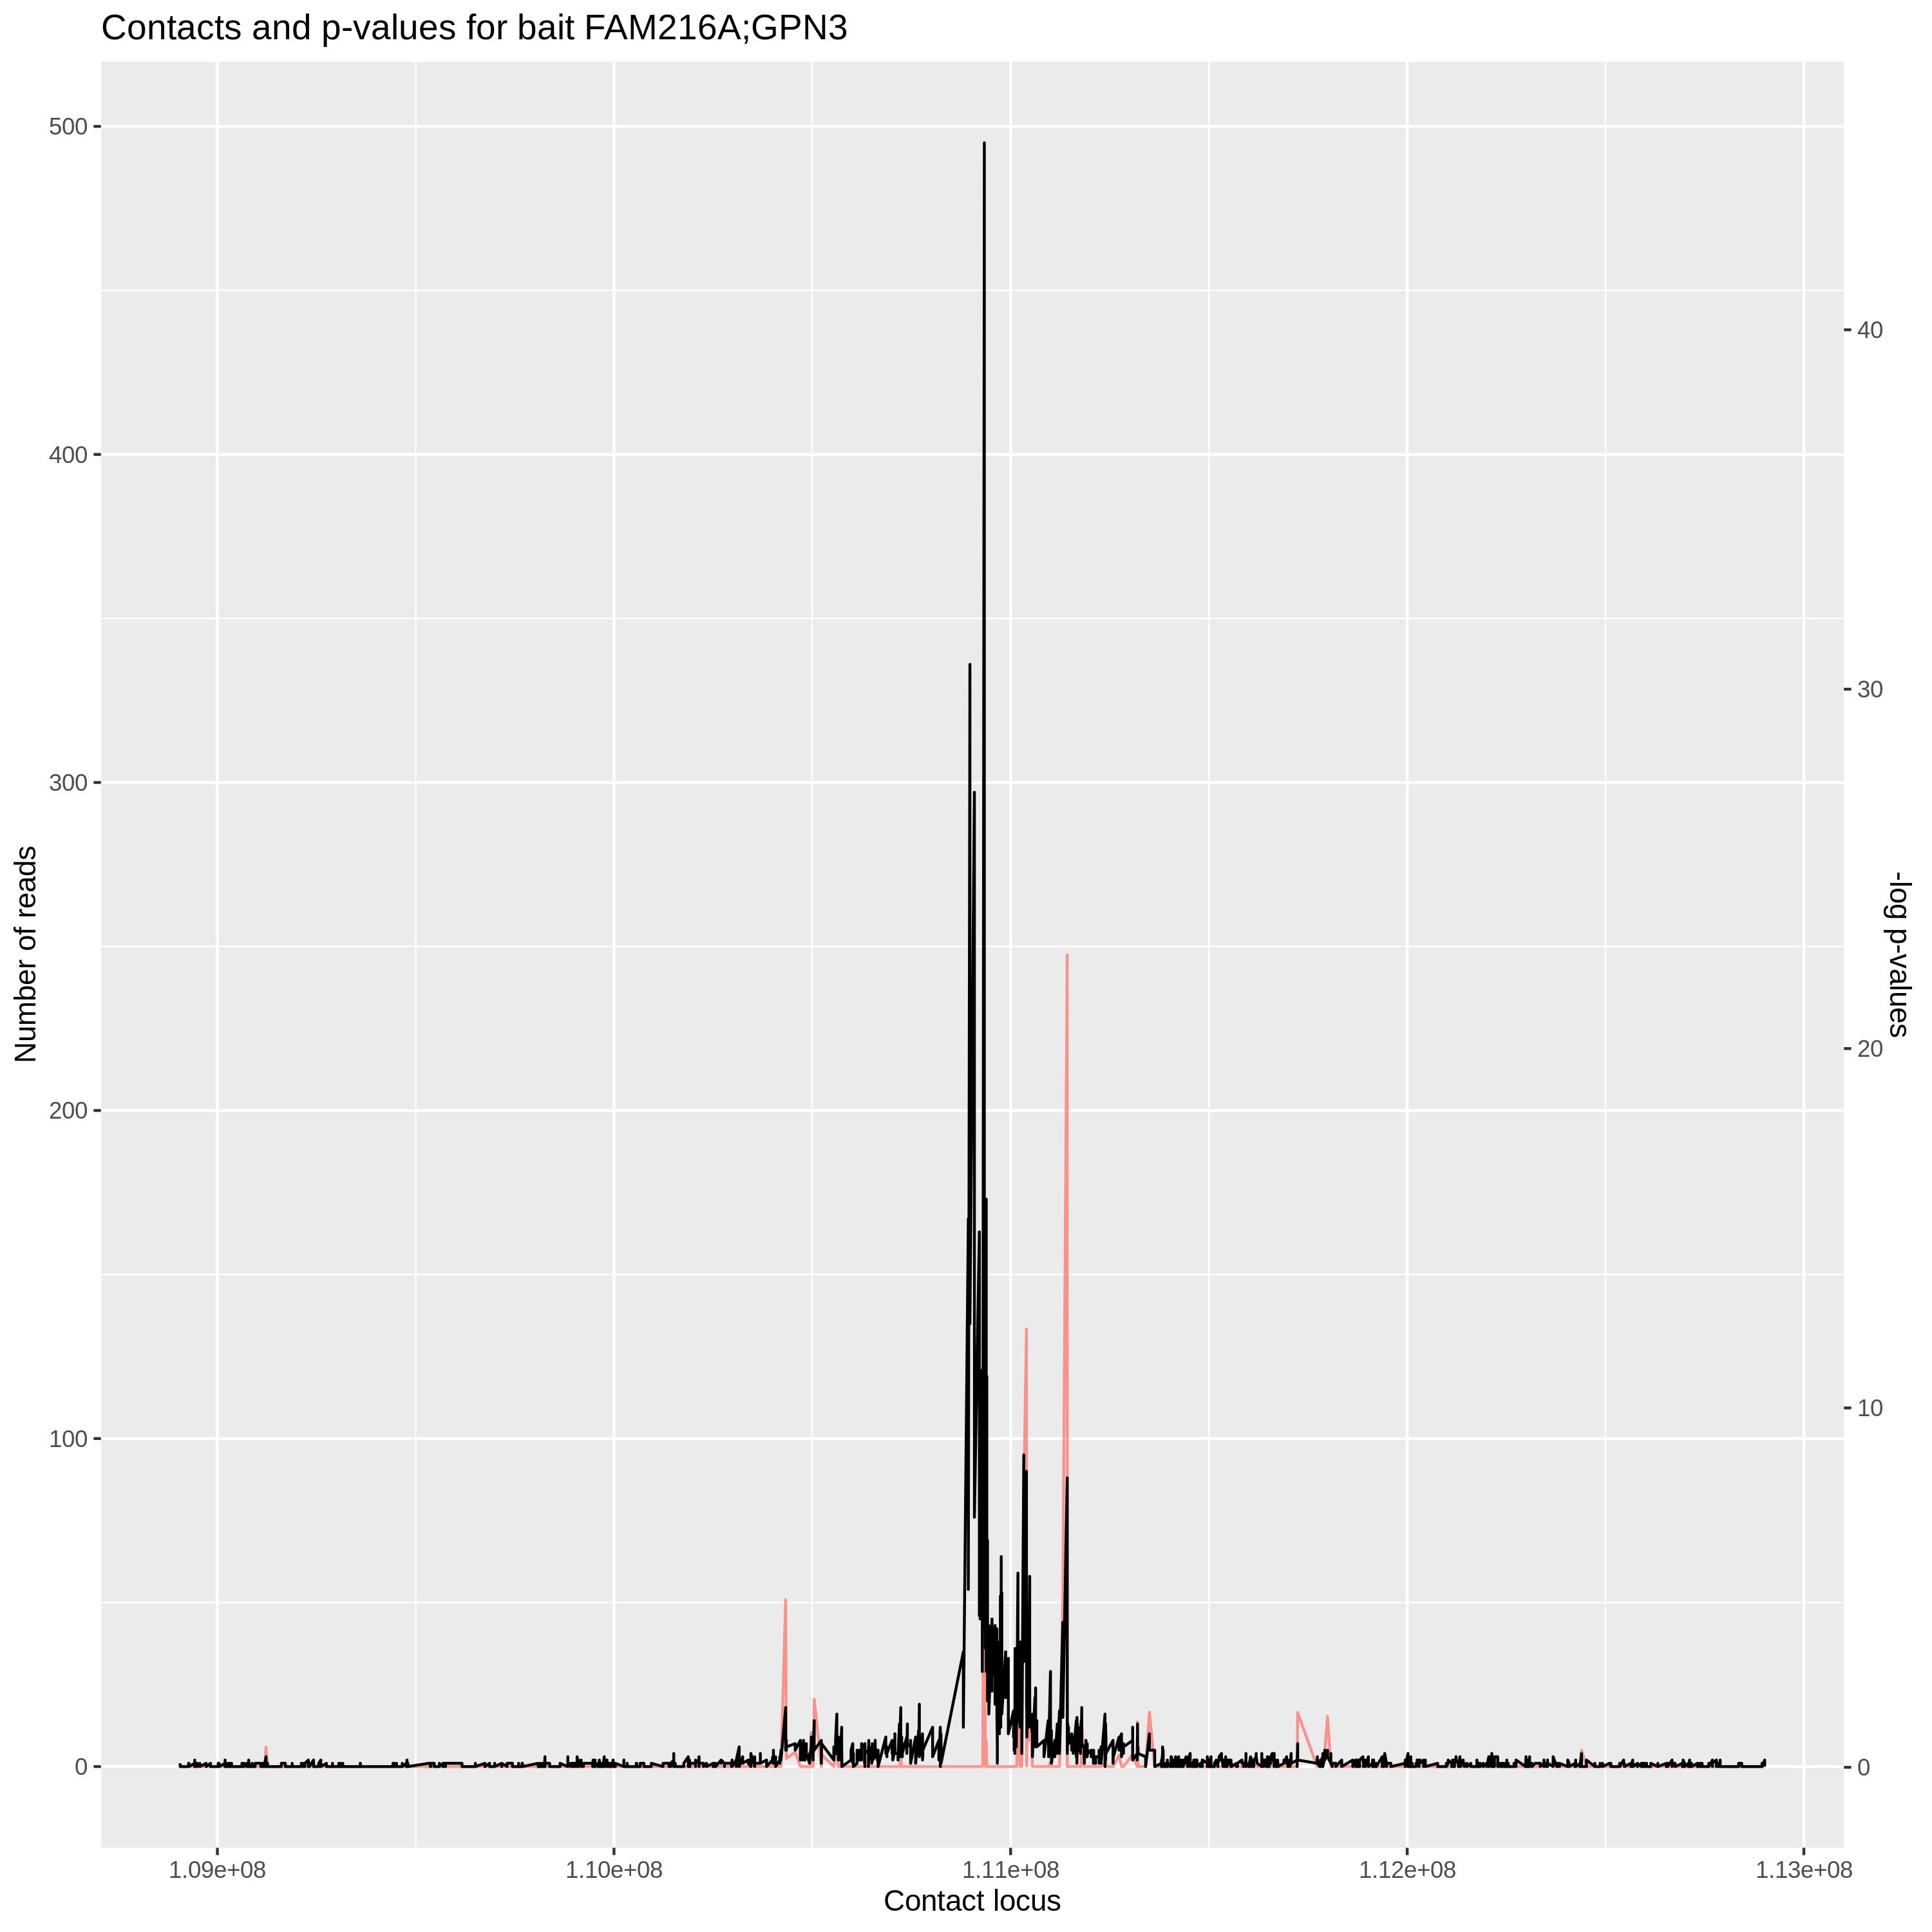 Contacts and p-values for bait FAM216A;GPN3
500
400
300
200
100
0
Number of reads
40
30
20
10
0
-log p-values
1.09e+08
1.10e+08
1.11e+08
1.12e+08
1.13e+08
Contact locus